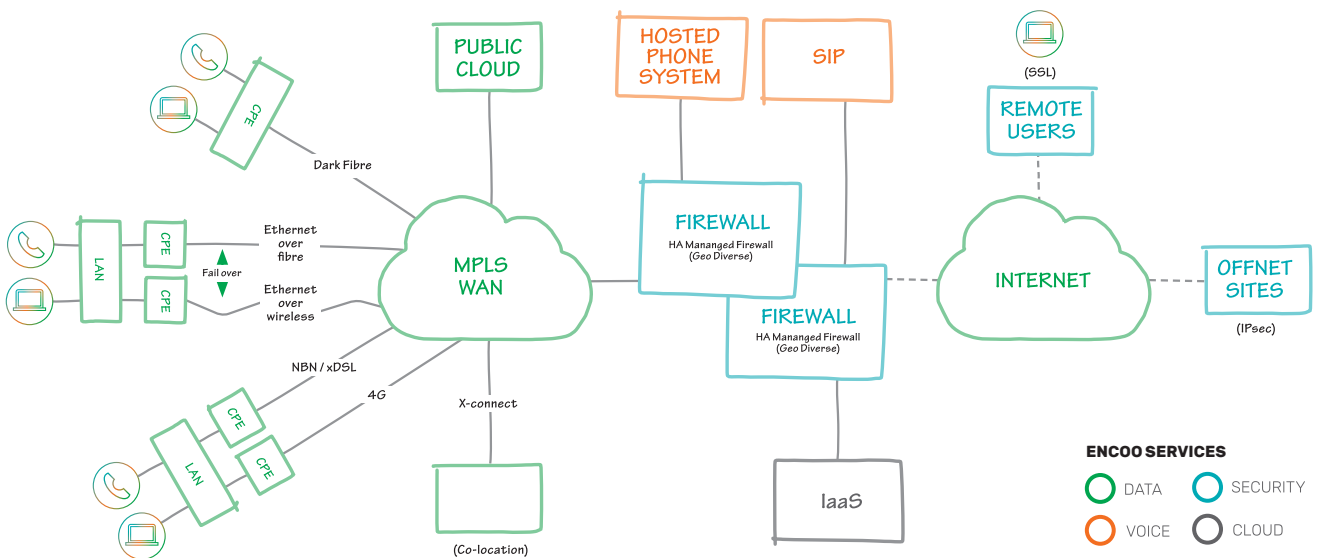 PUBLIC
CLOUD
HOSTED
PHONE
SYSTEM
SIP
(SSL)
REMOTE
USERS
CPE
Dark Fibre
LAN
CPE
CPE
Fail over
Ethernet
over
fibre
Ethernet
over
wireless
MPLS
WAN
FIREWALL
HA Mananged Firewall
(Geo Diverse)
FIREWALL
HA Mananged Firewall
(Geo Diverse)
INTERNET
OFFNET
SITES
(IPsec)
NBN / xDSL
4G
X-connect
CPE
CPE
LAN
(Co-location)
IaaS
ENCOO SERVICES
DATA
SECURITY
VOICE
CLOUD